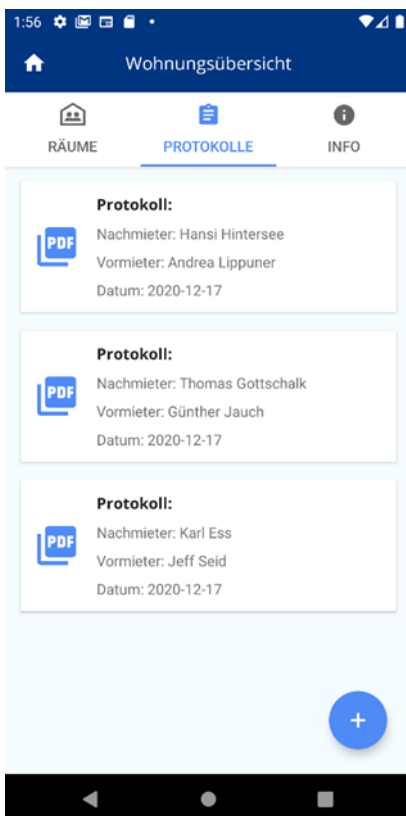 1:56
Wohnungsübersicht
RÄUME
PROTOKOLLE
INFO
Protokoll:
PDF
Nachmieter: Hansi Hintersee
Vormieter: Andrea Lippuner
Datum: 2020-12-17
Protokoll:
PDF
Nachmieter: Thomas Gottschalk
Vormieter: Günther Jauch
Datum: 2020-12-17
Protokoll:
PDF
Nachmieter: Karl Ess
Vormieter: Jeff Seid
Datum: 2020-12-17
+